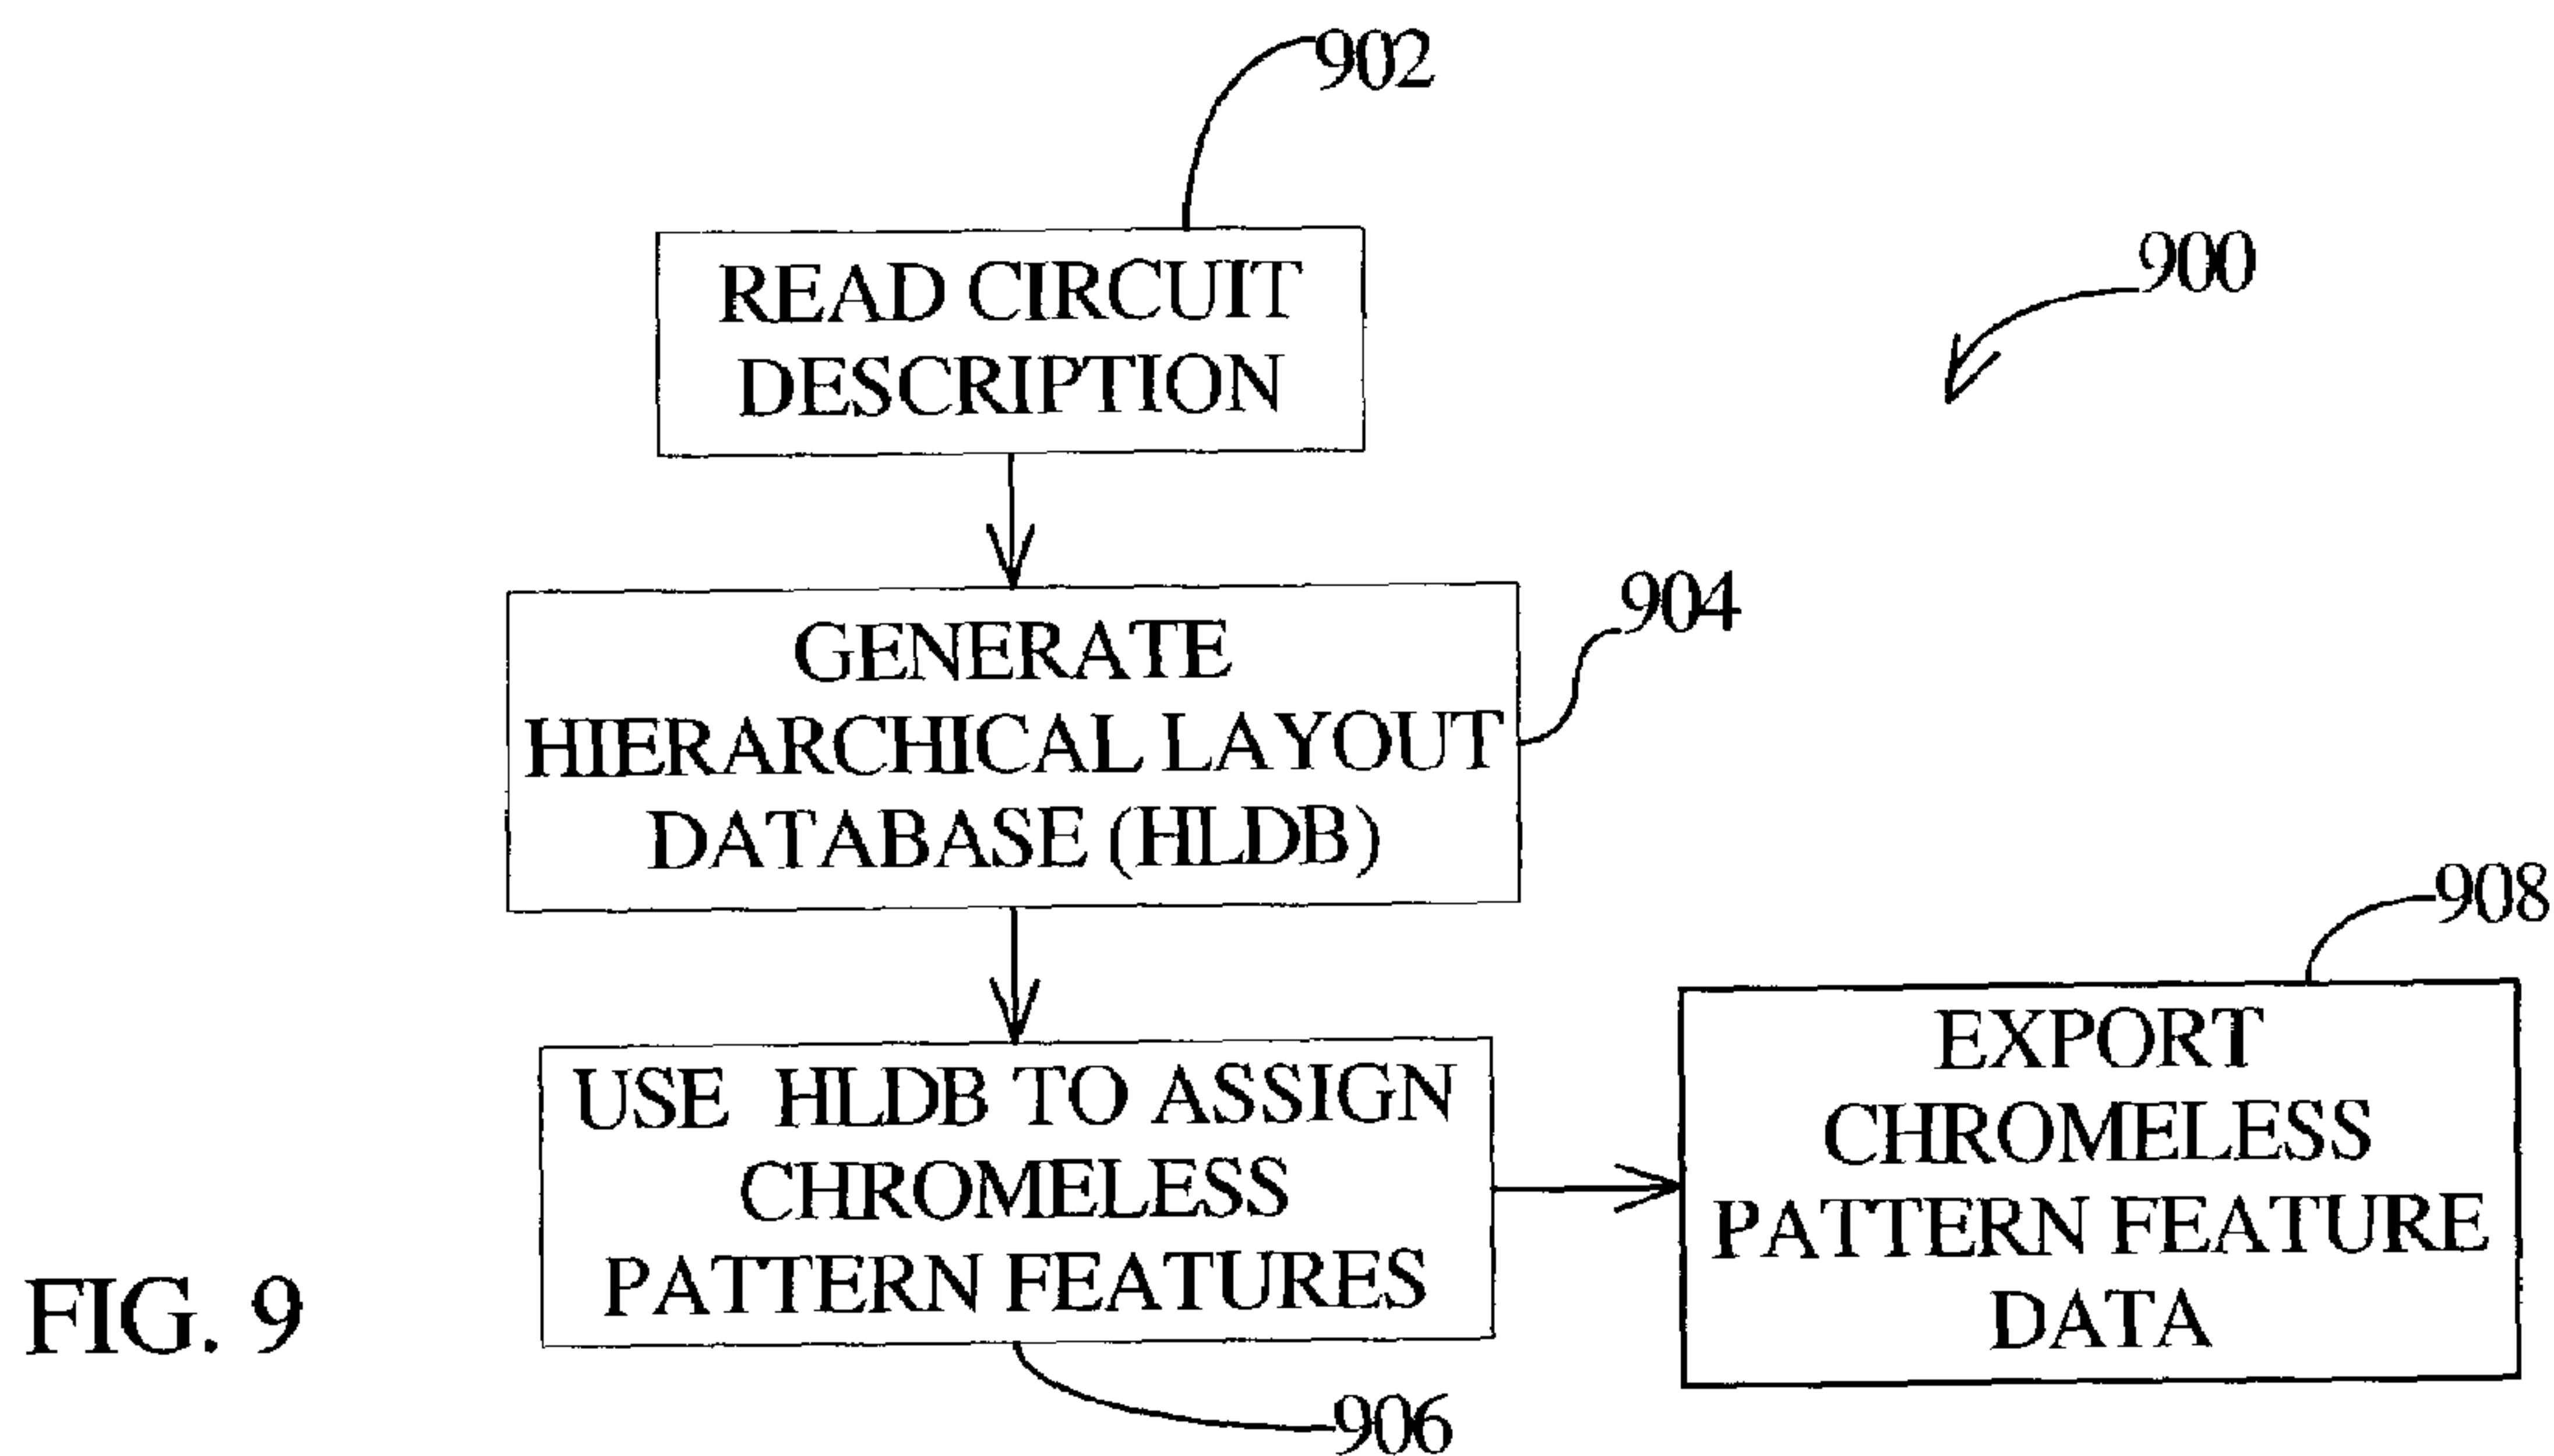 902
READ CIRCUIT
DESCRIPTION
900
GENERATE
HIERARCHICAL LAYOUT
DATABASE (HLDB)
904
USE HLDB TO ASSIGN
CHROMELESS
PATTERN FEATURES
906
908
EXPORT
CHROMELESS
PATTERN FEATURE
DATA
FIG. 9